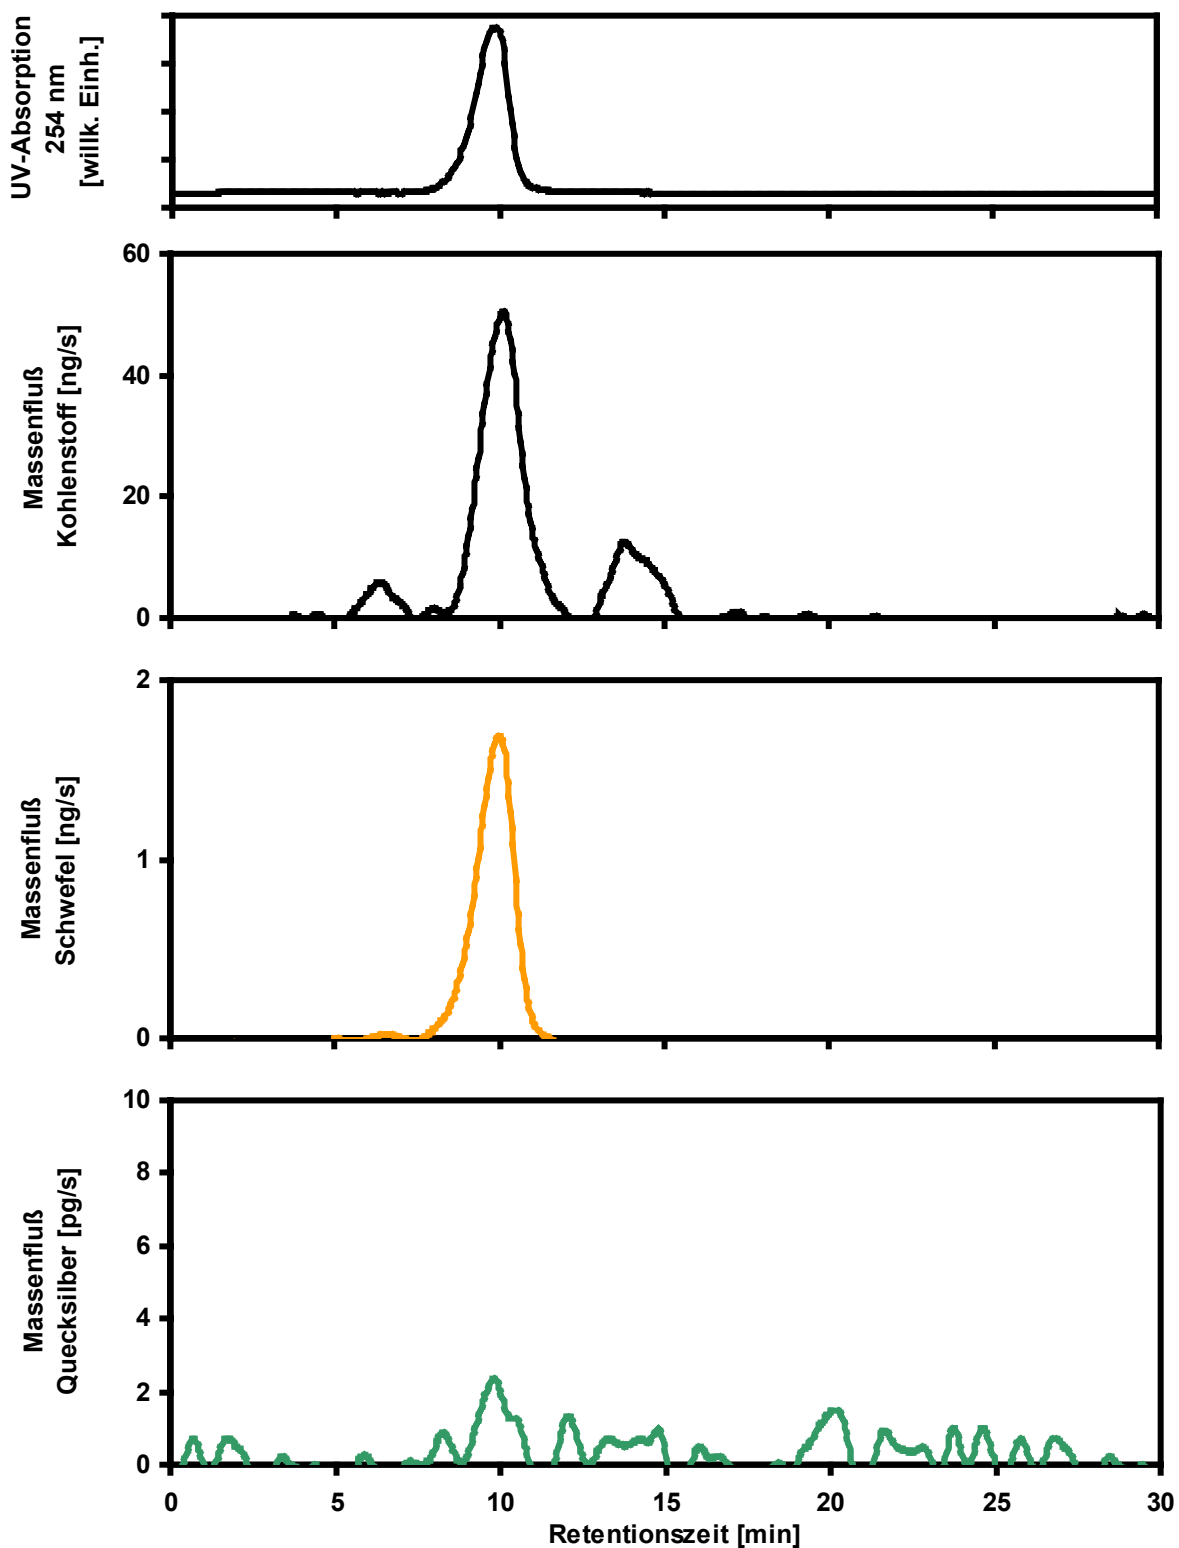 UV-Absorption
254 nm
[willk. Einh.]
60
40
20
0
Massenfluß
Kohlenstoff [ng/s]
2
1
0
Massenfluß
Schwefel [ng/s]
10
8
6
4
2
0
Massenfluß
Quecksilber [pg/s]
0 5 10 15 20 25 30
Retentionszeit [min]